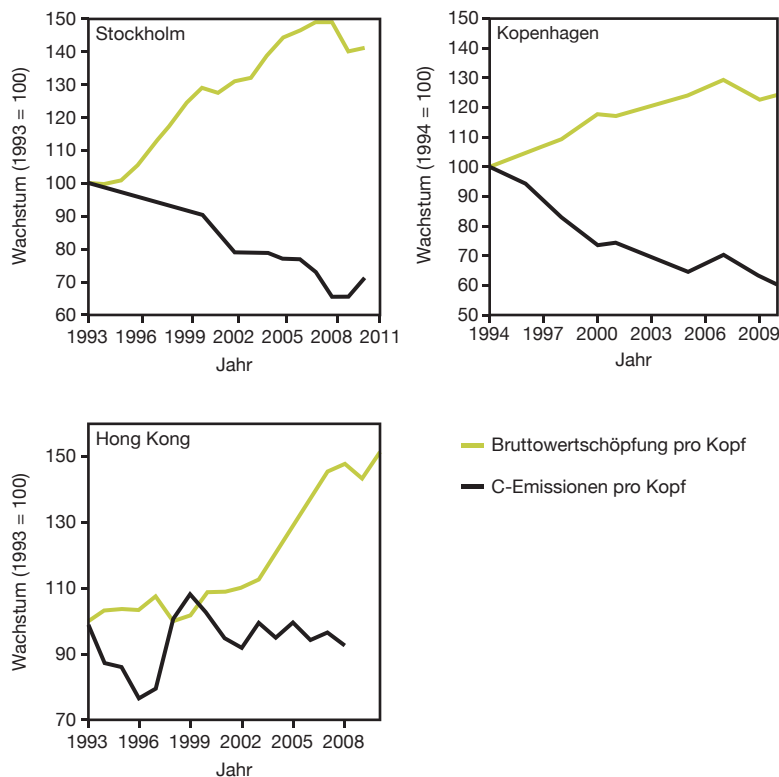 Stockholm
Wachstum (1993 = 100)
150
140
130
120
110
100
90
80
70
60
1993 1996 1999 2002 2005 2008 2011
Jahr
Kopenhagen
Wachstum (1994 = 100)
150
140
130
120
110
100
90
80
70
60
50
1994 1997 2000 2003 2006 2009
Jahr
Hong Kong
Wachstum (1993 = 100)
150
130
110
90
70
1993 1996 1999 2002 2005 2008
Jahr
Bruttowertschöpfung pro Kopf
C-Emissionen pro Kopf